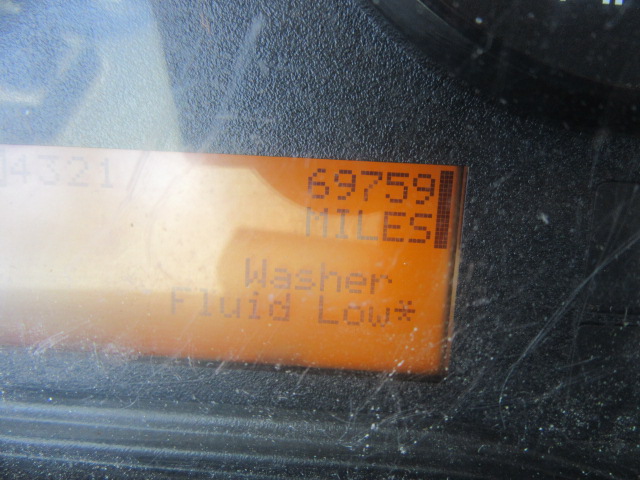 4321/ 69759
MILES
Washer
Fluid Low*